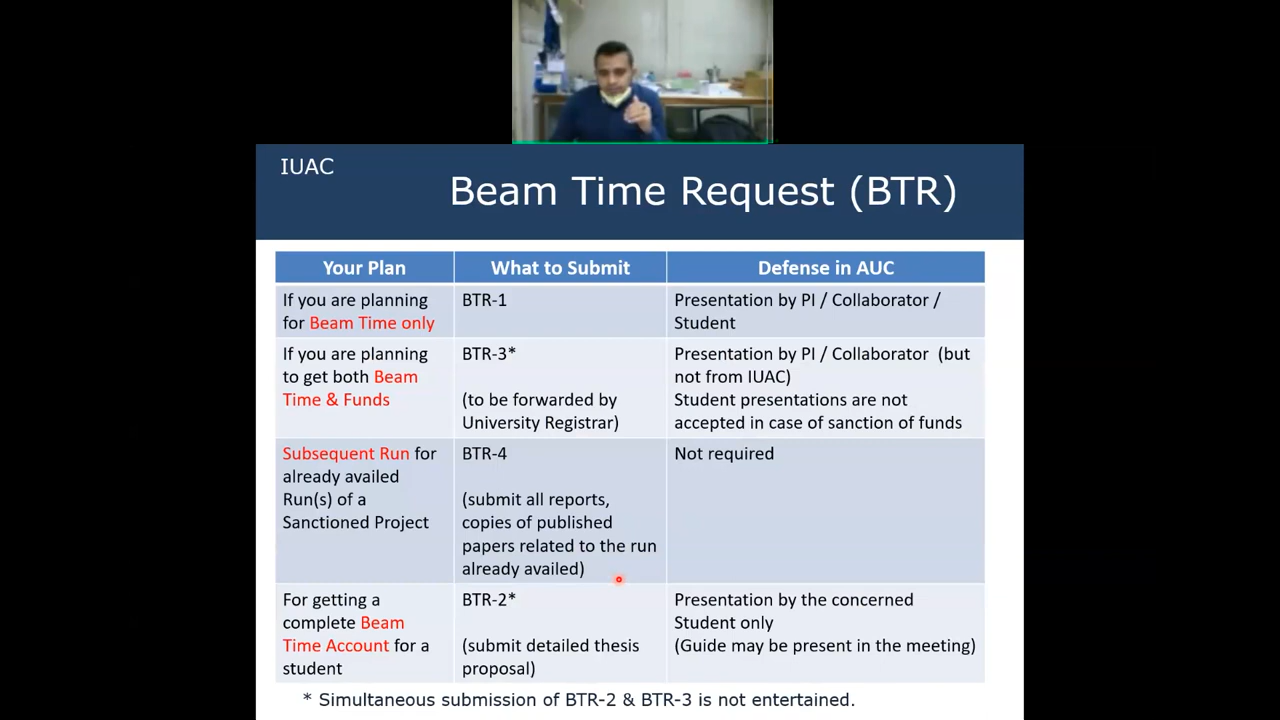 IUAC
Beam Time Request (BTR)
Your Plan
What to Submit
Defense in AUC
If you are planning
for Beam Time only
BTR-1
Presentation by PI / Collaborator /
Student
If you are planning
to get both Beam
Time & Funds
BTR-3*
(to be forwarded by
University Registrar)
Presentation by PI / Collaborator (but
not from IUAC)
Student presentations are not
accepted in case of sanction of funds
Subsequent Run for
already availed
Run(s) of a
Sanctioned Project
BTR-4
(submit all reports,
copies of published
papers related to the run
already availed)
Not required
For getting a
complete Beam
Time Account for a
student
BTR-2*
(submit detailed thesis
proposal)
Presentation by the concerned
Student only
(Guide may be present in the meeting)
* Simultaneous submission of BTR-2 & BTR-3 is not entertained.